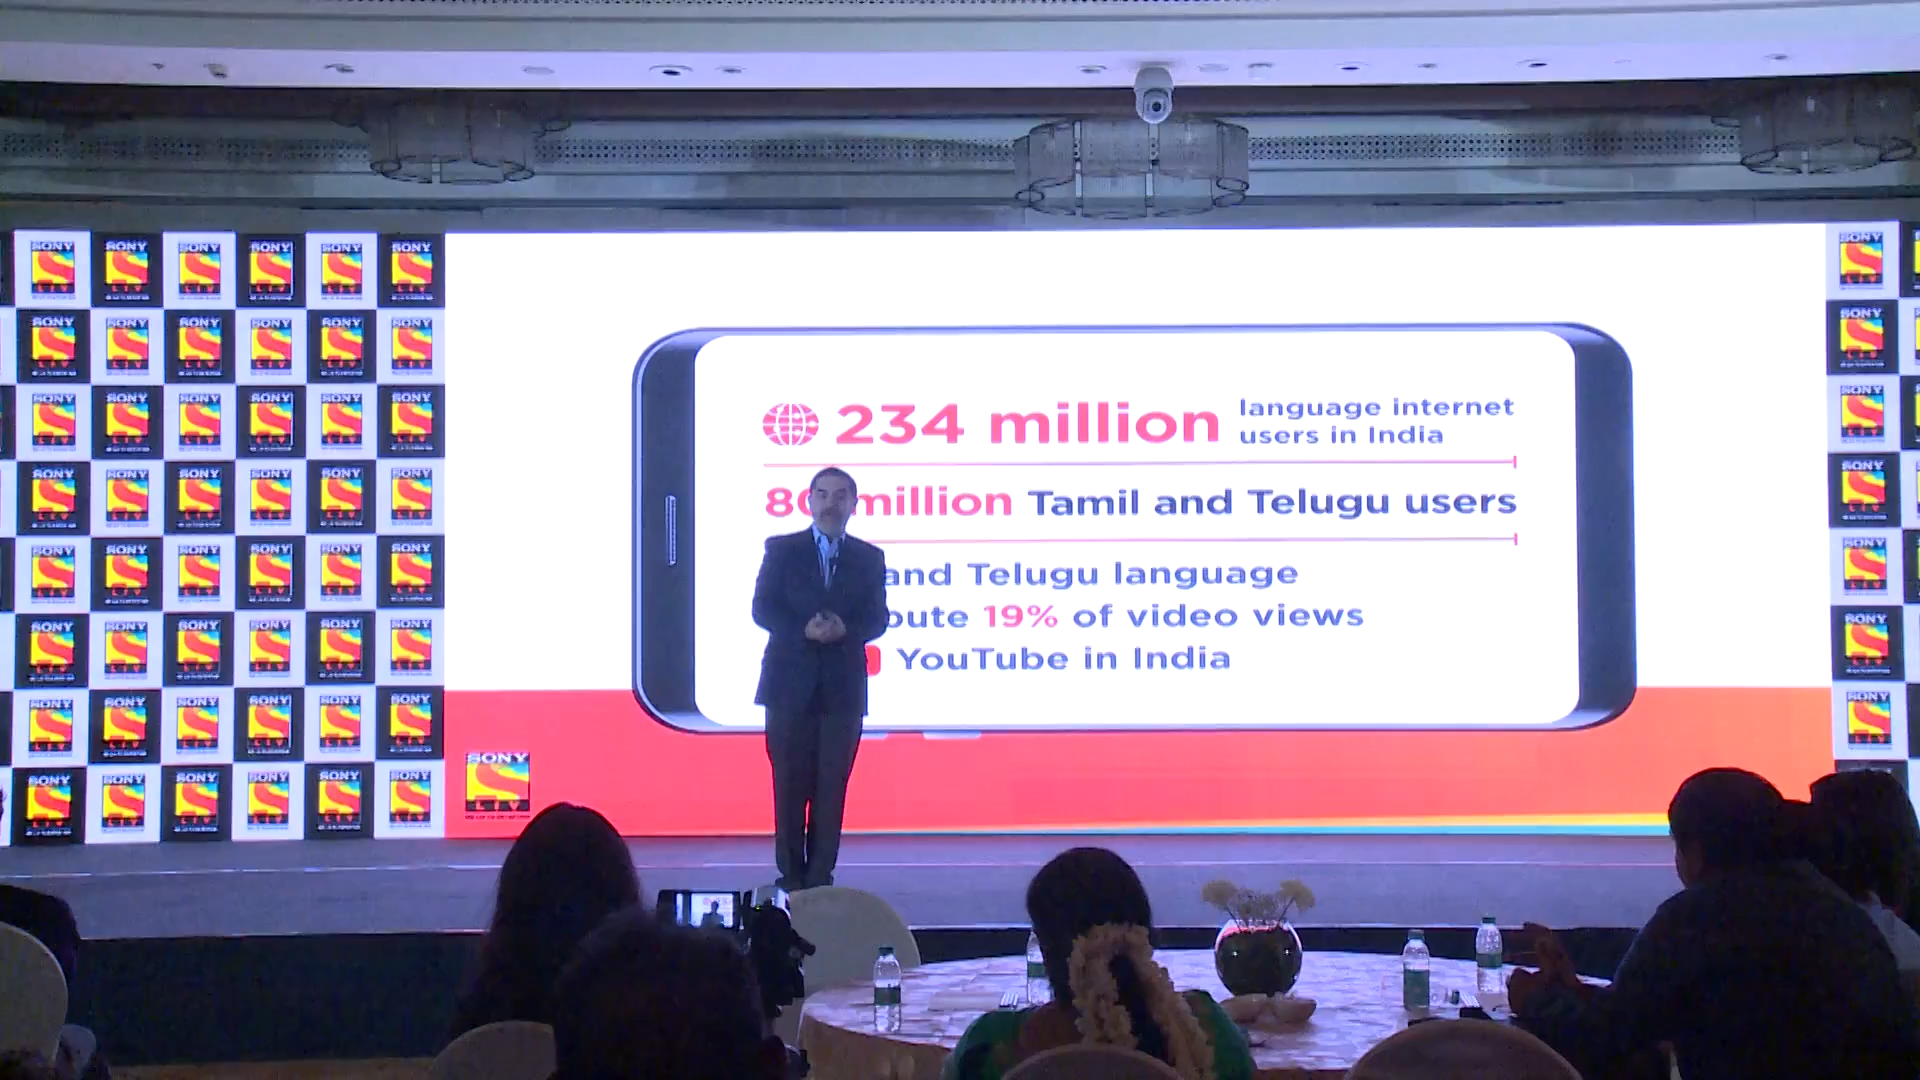 234 million language internet
users in India
million Tamil and Telugu users
and Telugu language
19% of video views
YouTube in India
SONY
LIV